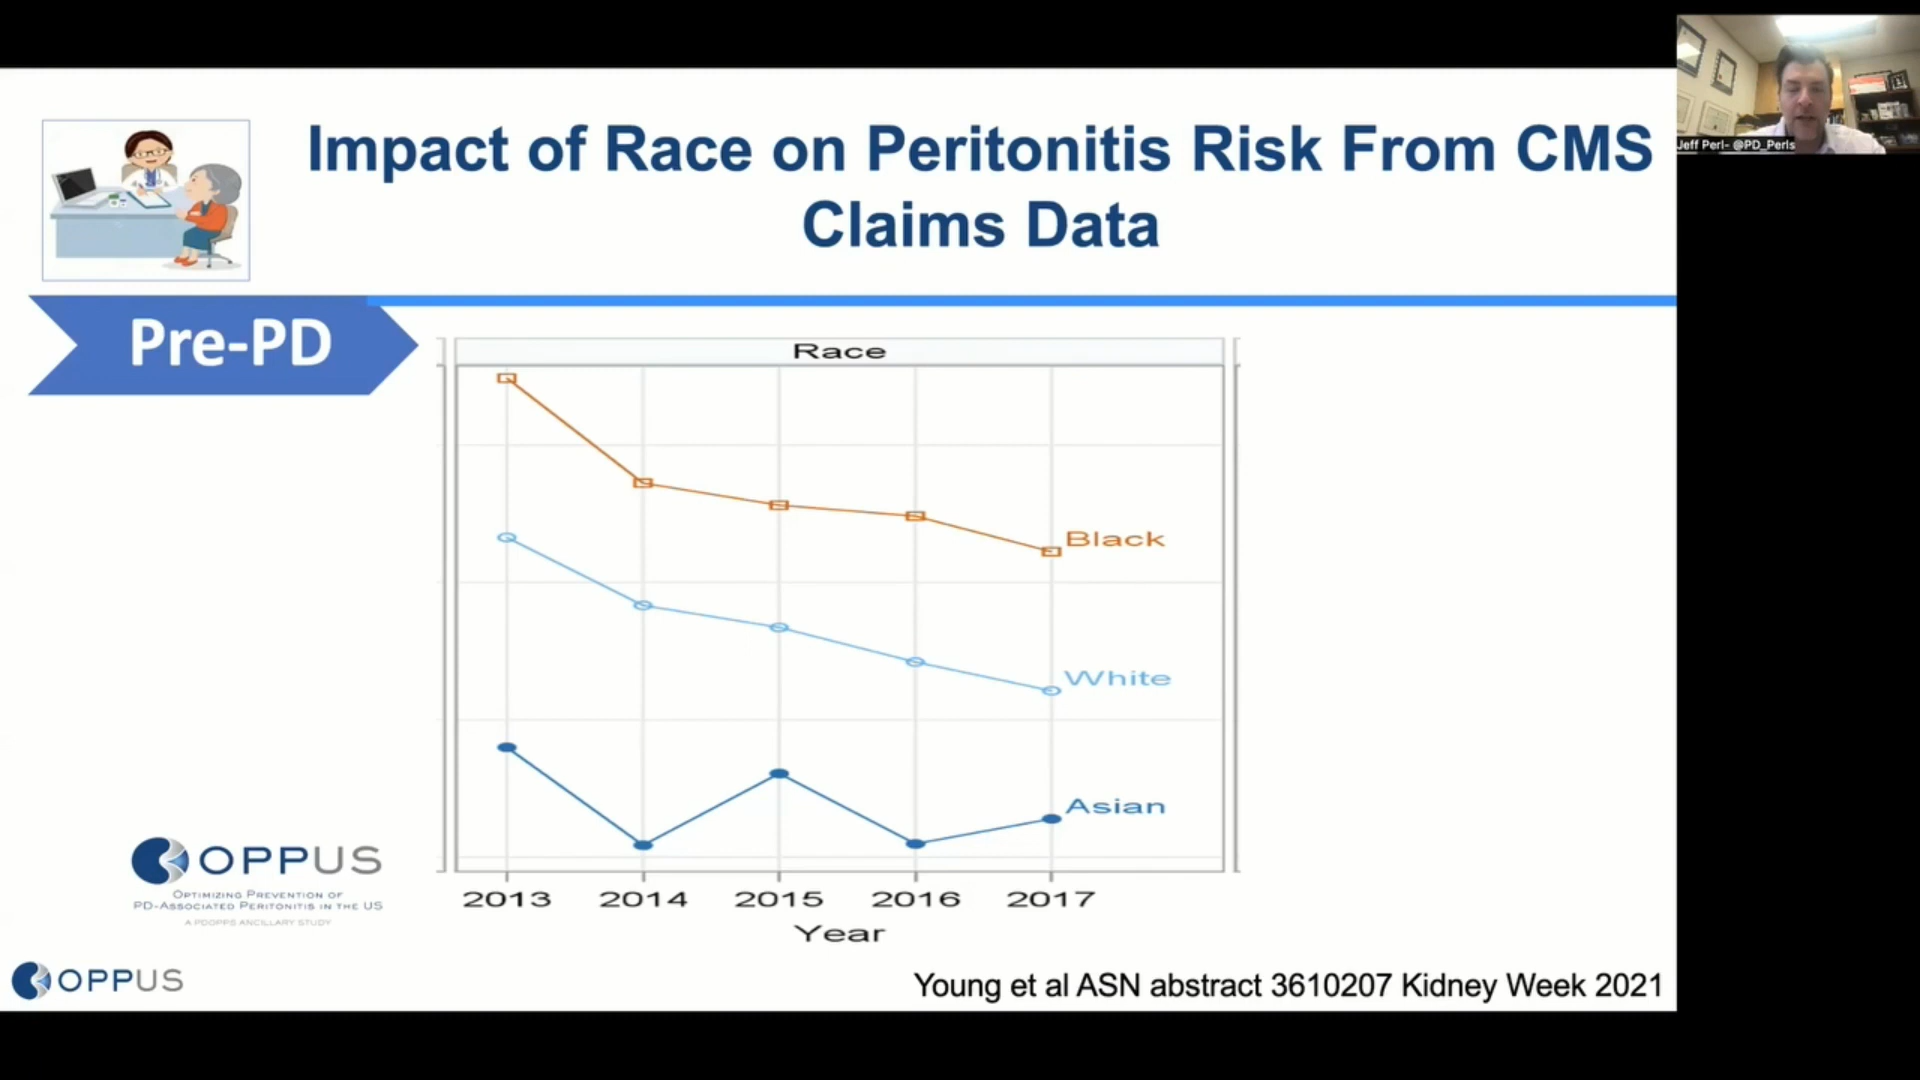 Impact of Race on Peritonitis Risk From CMS
Claims Data
Jeff Perl- @PD_Perls
Pre-PD
Race
Black
White
Asian
2013 2014 2015 2016 2017
Year
OPPUS
Optimizing Prevention of
PD-Associated Peritonitis in the US
A PDOPPS Ancillary Study
OPPUS
Young et al ASN abstract 3610207 Kidney Week 2021